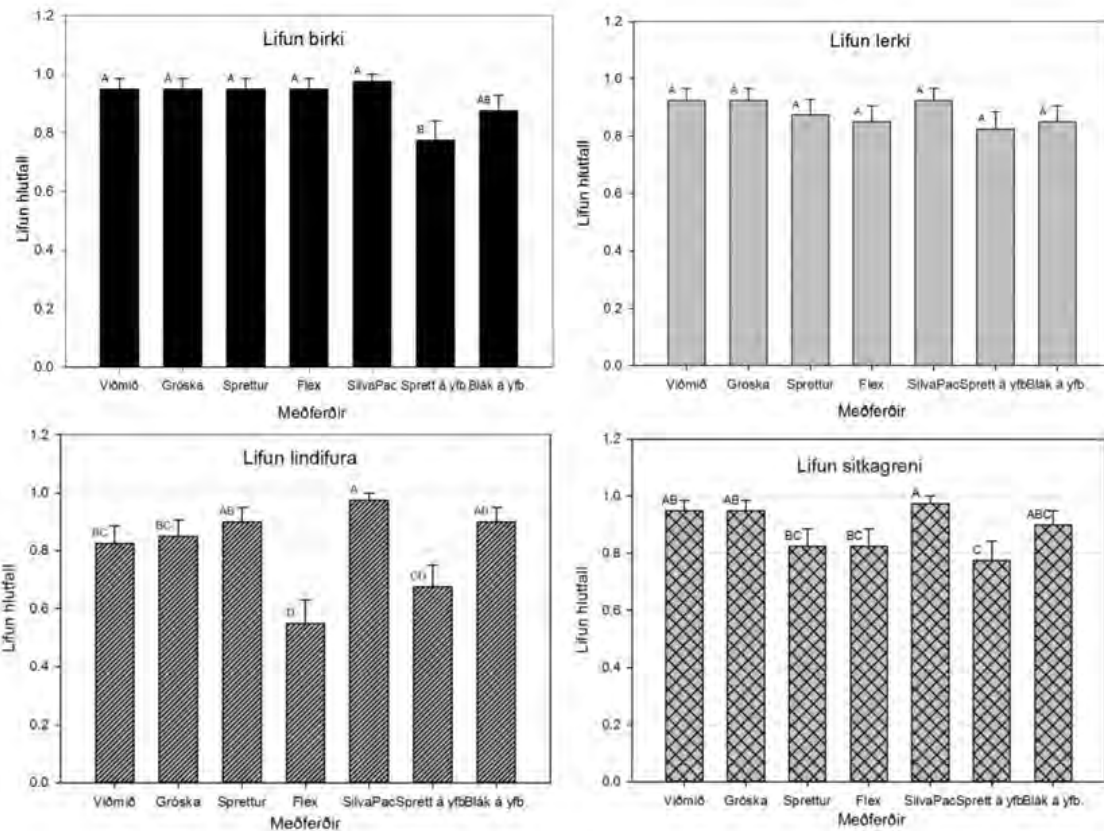 Lifun birki
1.2
1.0
0.8
0.6
0.4
0.2
0.0
Lifun hlutfall
A A A A A B AB
Viðmið Gróska Sprettur Flex SilvaPac Sprett á yfb. Blák á yfb.
Meðferðir
Lifun lerki
1.2
1.0
0.8
0.6
0.4
0.2
0.0
Lifun hlutfall
A A A A A A A
Viðmið Gróska Sprettur Flex SilvaPac Sprett á yfb. Blák á yfb.
Meðferðir
Lifun lindifura
1.2
1.0
0.8
0.6
0.4
0.2
0.0
Lifun hlutfall
BC BC AB D A CD AB
Viðmið Gróska Sprettur Flex SilvaPac Sprett á yfb. Blák á yfb.
Meðferðir
Lifun sitkagreni
1.2
1.0
0.8
0.6
0.4
0.2
0.0
Lifun hlutfall
AB AB BC BC A C ABC
Viðmið Gróska Sprettur Flex SilvaPac Sprett á yfb. Blák á yfb.
Meðferðir